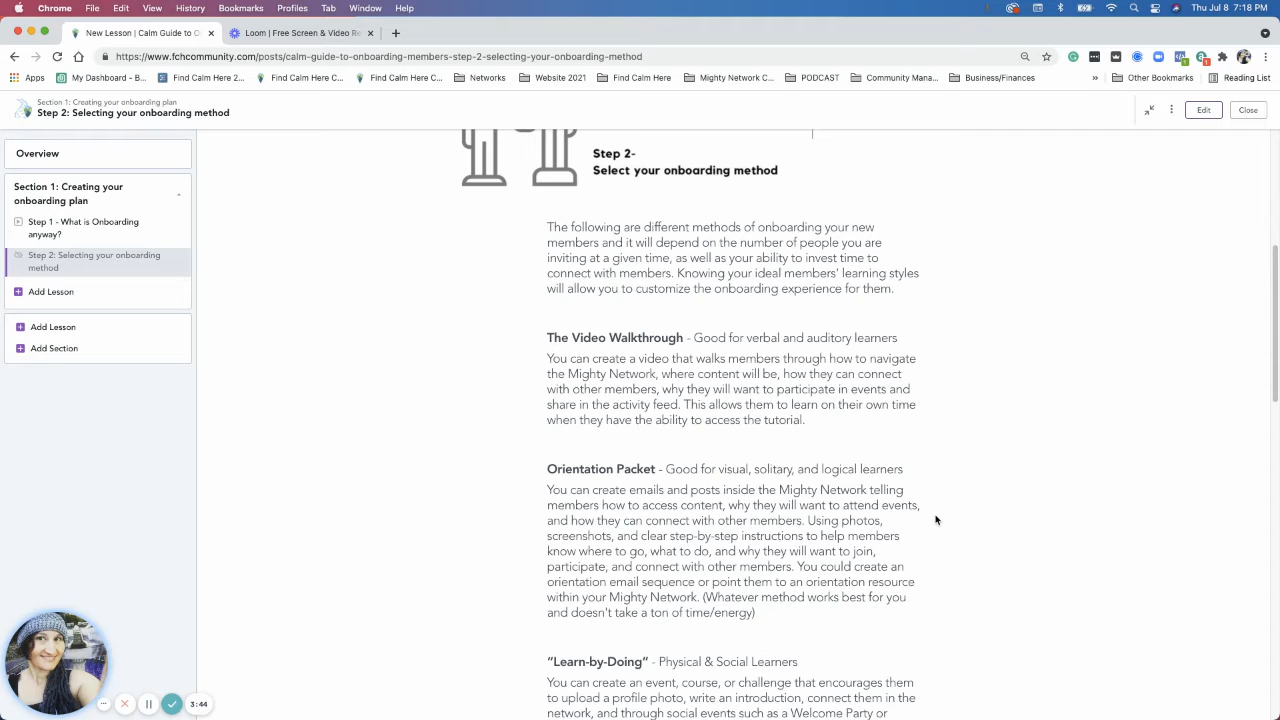 Chrome File Edit View History Bookmarks Profiles Tab Window Help
Thu Jul 8 7:18 PM
New Lesson | Calm Guide to O
Loom | Free Screen & Video Re
https://www.fchcommunity.com/posts/calm-guide-to-onboarding-members-step-2-selecting-your-onboarding-method
Apps
My Dashboard - B...
Find Calm Here 2...
Find Calm Here C...
Find Calm Here C...
Networks
Website 2021
Find Calm Here
Mighty Network C...
PODCAST
Community Mana...
Business/Finances
»
Other Bookmarks
Reading List
Section 1: Creating your onboarding plan
Step 2: Selecting your onboarding method
Edit
Close
Overview
Section 1: Creating your
onboarding plan
Step 1 - What is Onboarding
anyway?
Step 2: Selecting your onboarding
method
Add Lesson
Add Lesson
Add Section
Step 2-
Select your onboarding method
The following are different methods of onboarding your new
members and it will depend on the number of people you are
inviting at a given time, as well as your ability to invest time to
connect with members. Knowing your ideal members' learning styles
will allow you to customize the onboarding experience for them.
The Video Walkthrough - Good for verbal and auditory learners
You can create a video that walks members through how to navigate
the Mighty Network, where content will be, how they can connect
with other members, why they will want to participate in events and
share in the activity feed. This allows them to learn on their own time
when they have the ability to access the tutorial.
Orientation Packet - Good for visual, solitary, and logical learners
You can create emails and posts inside the Mighty Network telling
members how to access content, why they will want to attend events,
and how they can connect with other members. Using photos,
screenshots, and clear step-by-step instructions to help members
know where to go, what to do, and why they will want to join,
participate, and connect with other members. You could create an
orientation email sequence or point them to an orientation resource
within your Mighty Network. (Whatever method works best for you
and doesn't take a ton of time/energy)
“Learn-by-Doing” - Physical & Social Learners
You can create an event, course, or challenge that encourages them
to upload a profile photo, write an introduction, connect them in the
network, and through social events such as a Welcome Party or
3:44